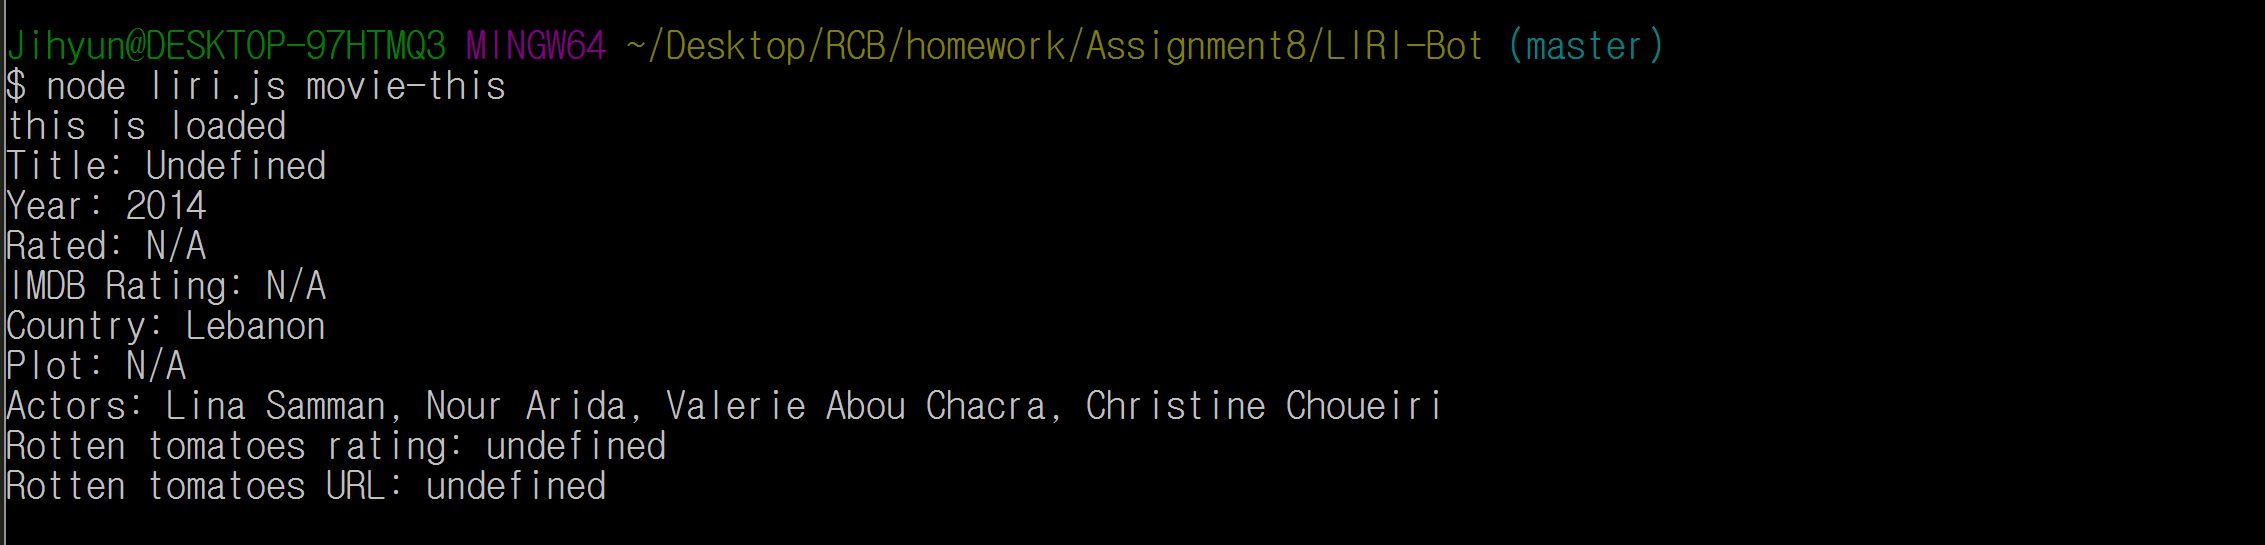 Jihyun@DESKTOP-97HTMQ3 MINGW64 ~/Desktop/RCB/homework/Assignment8/LIRI-Bot (master)
$ node liri.js movie-this
this is loaded
Title: Undefined
Year: 2014
Rated: N/A
IMDB Rating: N/A
Country: Lebanon
Plot: N/A
Actors: Lina Samman, Nour Arida, Valerie Abou Chacra, Christine Choueiri
Rotten tomatoes rating: undefined
Rotten tomatoes URL: undefined